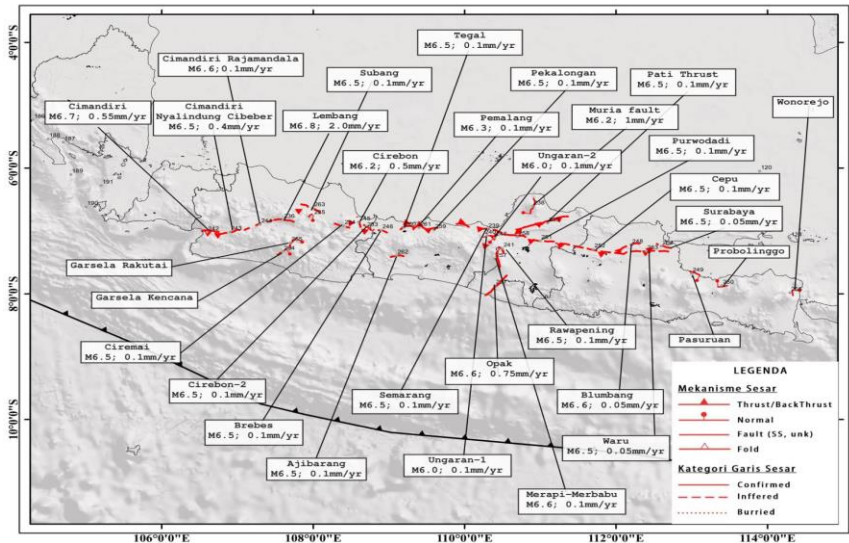 4°0'0"S
6°0'0"S
8°0'0"S
10°0'0"S
Tegal
M6.5; 0.1mm/yr
Cimandiri Rajamandala
M6.6;0.1mm/yr
Subang
M6.5; 0.1mm/yr
Pekalongan
M6.5; 0.1mm/yr
Pati Thrust
M6.5; 0.1mm/yr
Cimandiri
M6.7; 0.55mm/yr
Cimandiri
Nyalindung Cibeber
M6.5; 0.4mm/yr
Lembang
M6.8; 2.0mm/yr
Pemalang
M6.3; 0.1mm/yr
Muria fault
M6.2; 1mm/yr
Wonorejo
Cirebon
M6.2; 0.5mm/yr
Ungaran-2
M6.0; 0.1mm/yr
Purwodadi
M6.5; 0.1mm/yr
Cepu
M6.5; 0.1mm/yr
Surabaya
M6.5; 0.05mm/yr
Garsela Rakutai
Probolinggo
Garsela Kencana
Pasuruan
Rawapening
M6.5; 0.1mm/yr
Ciremai
M6.5; 0.1mm/yr
Opak
M6.6; 0.75mm/yr
Cirebon-2
M6.5; 0.1mm/yr
Semarang
M6.5; 0.1mm/yr
Blumbang
M6.6; 0.05mm/yr
Brebes
M6.5; 0.1mm/yr
Waru
M6.5; 0.05mm/yr
Ajibarang
M6.5; 0.1mm/yr
Ungaran-1
M6.0; 0.1mm/yr
Merapi-Merbabu
M6.6; 0.1mm/yr
LEGENDA
Mekanisme Sesar
Thrust/BackThrust
Normal
Fault (SS, unk)
Fold
Kategori Garis Sesar
Confirmed
Inffered
Burried
106°0'0"E
108°0'0"E
110°0'0"E
112°0'0"E
114°0'0"E